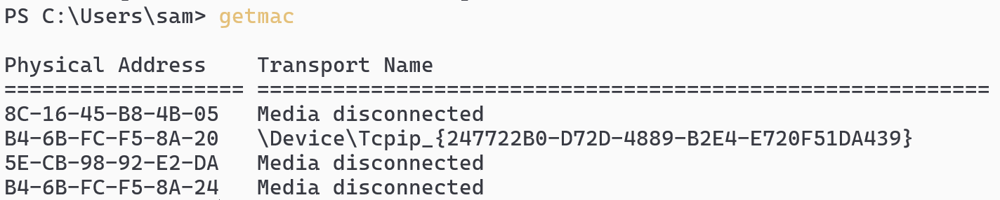 PS C:\Users\sam> getmac
Physical Address    Transport Name
=================== ==========================================================
8C-16-45-B8-4B-05   Media disconnected
B4-6B-FC-F5-8A-20   \Device\Tcpip_{247722B0-D72D-4889-B2E4-E720F51DA439}
5E-CB-98-92-E2-DA   Media disconnected
B4-6B-FC-F5-8A-24   Media disconnected